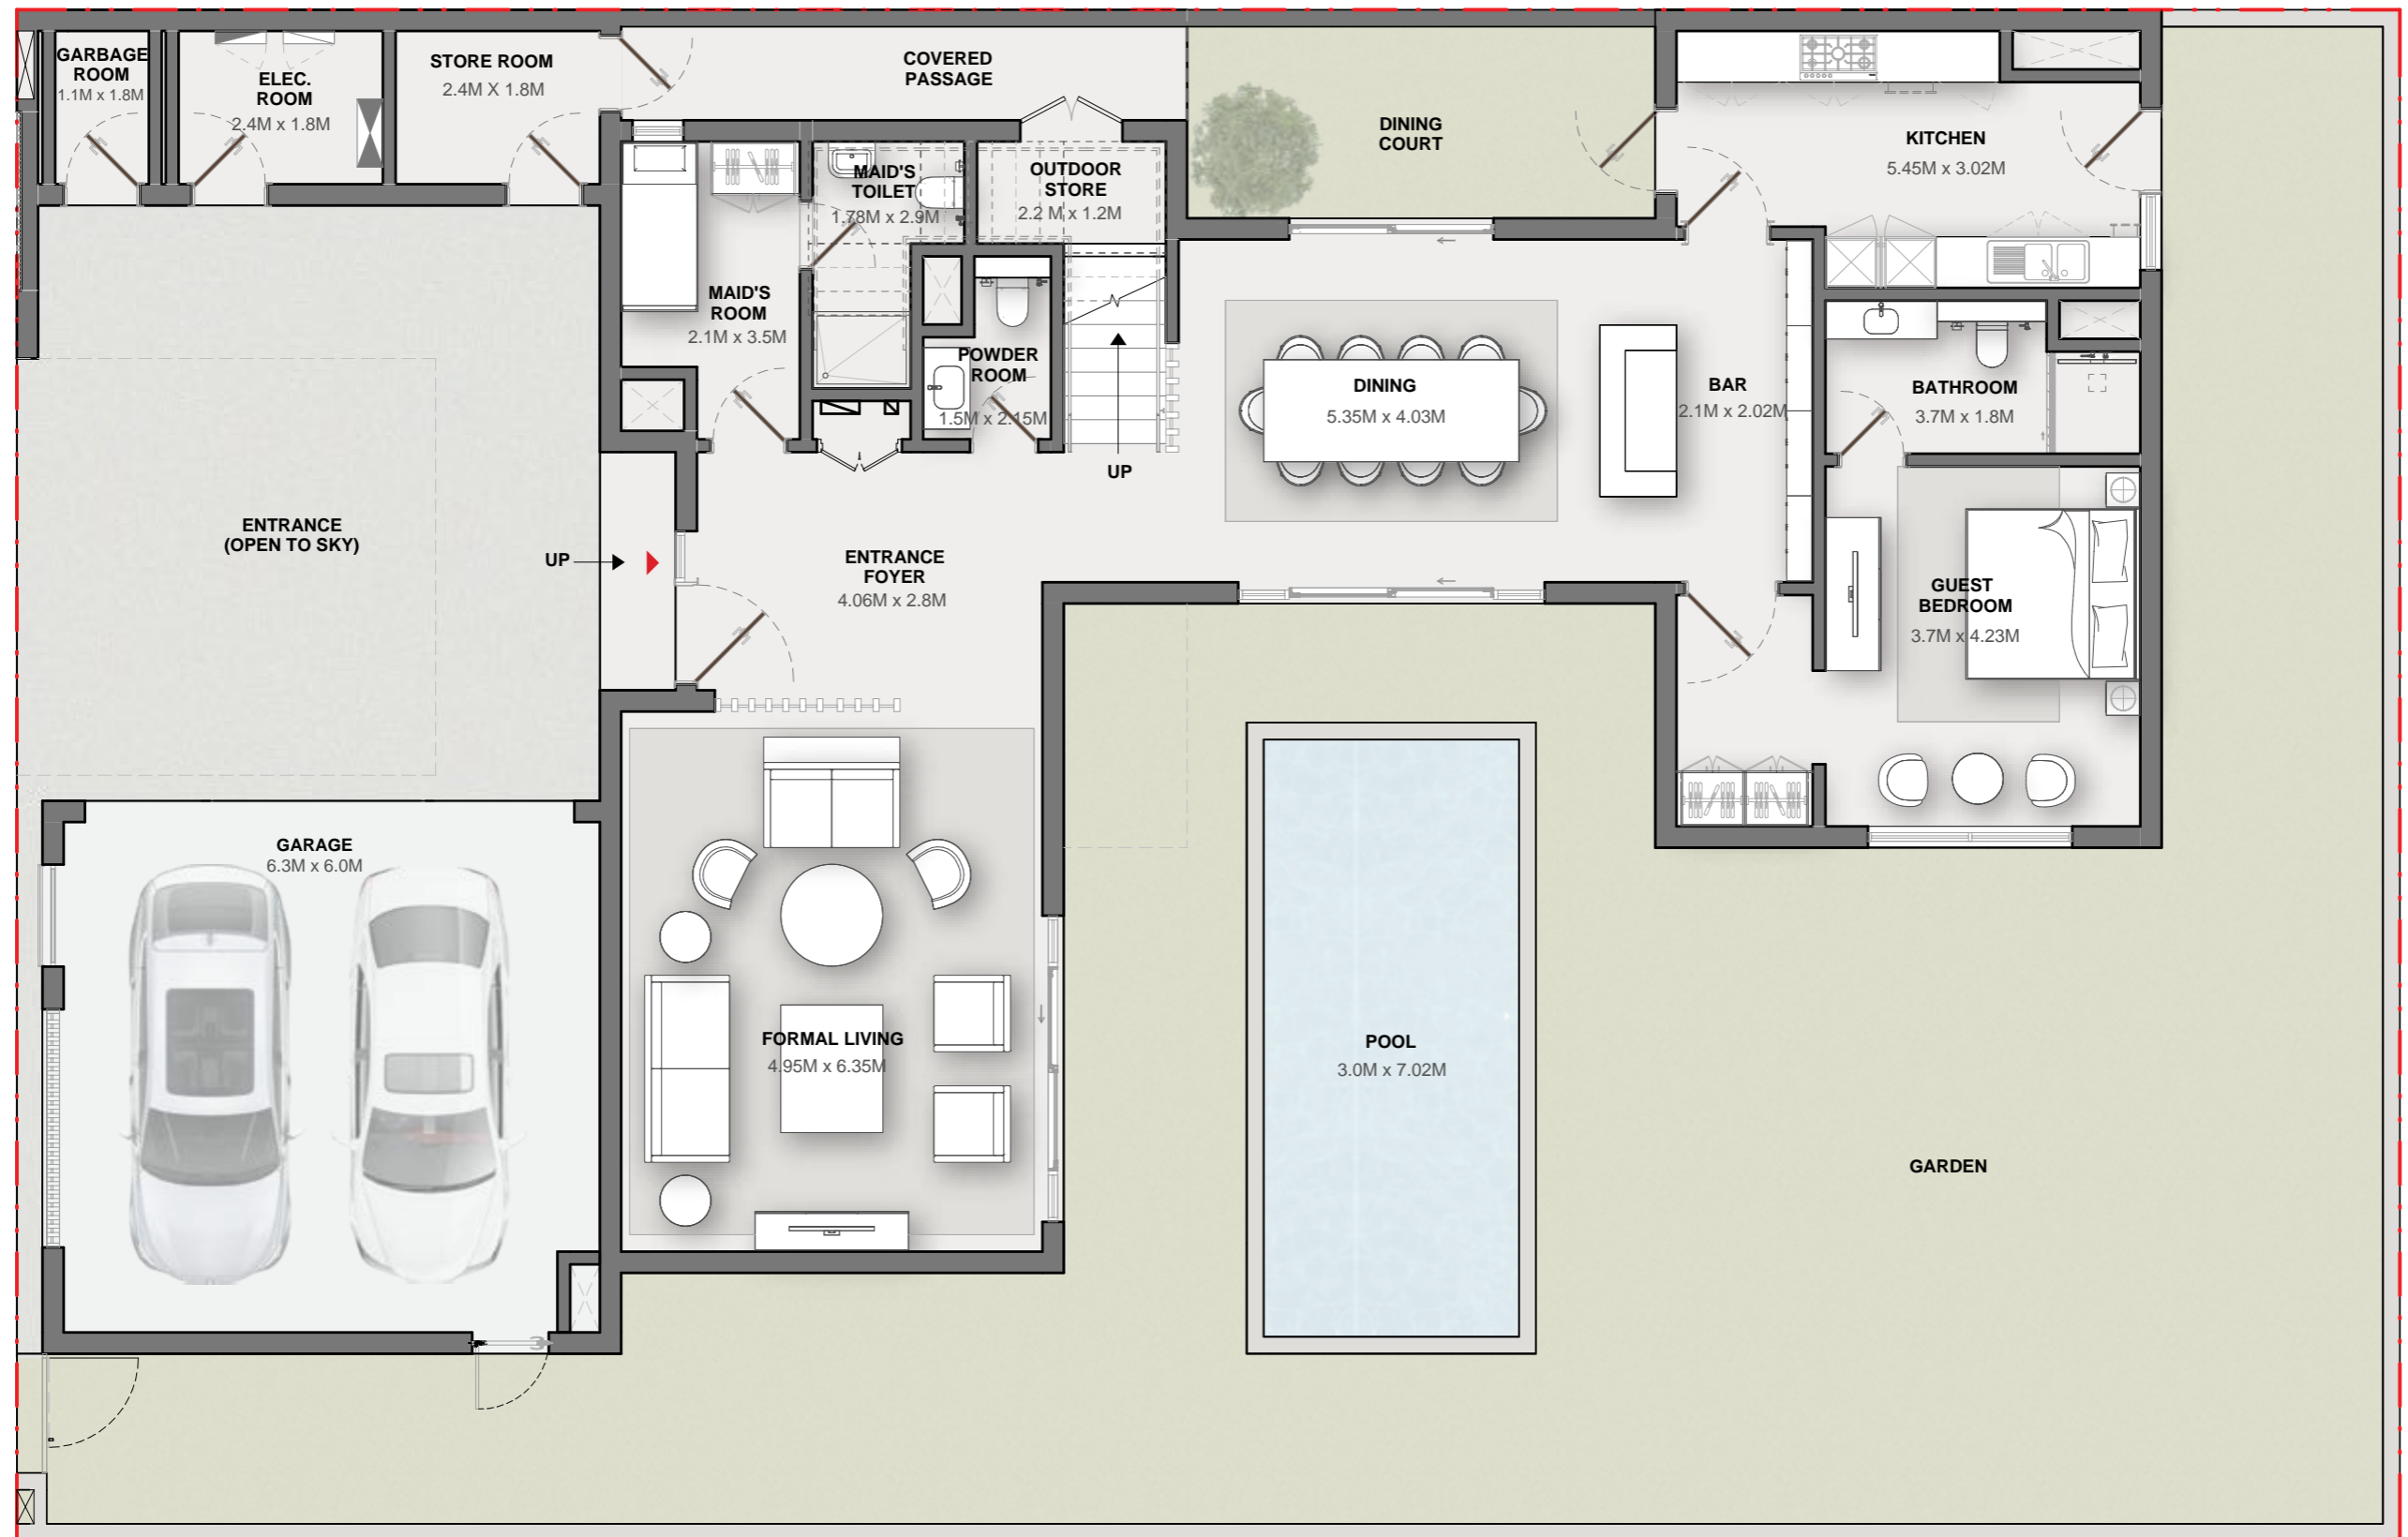 GARBAGE
ROOM
1.1M x 1.8M
ELEC.
ROOM
2.4M x 1.8M
STORE ROOM
2.4M X 1.8M
COVERED
PASSAGE
DINING
COURT
KITCHEN
5.45M x 3.02M
MAID'S
TOILET
1.78M x 2.9M
OUTDOOR
STORE
2.2 M x 1.2M
MAID'S
ROOM
2.1M x 3.5M
POWDER
ROOM
1.5M x 2.15M
UP
DINING
5.35M x 4.03M
BAR
2.1M x 2.02M
BATHROOM
3.7M x 1.8M
ENTRANCE
(OPEN TO SKY)
UP
ENTRANCE
FOYER
4.06M x 2.8M
GUEST
BEDROOM
3.7M x 4.23M
GARAGE
6.3M x 6.0M
FORMAL LIVING
4.95M x 6.35M
POOL
3.0M x 7.02M
GARDEN